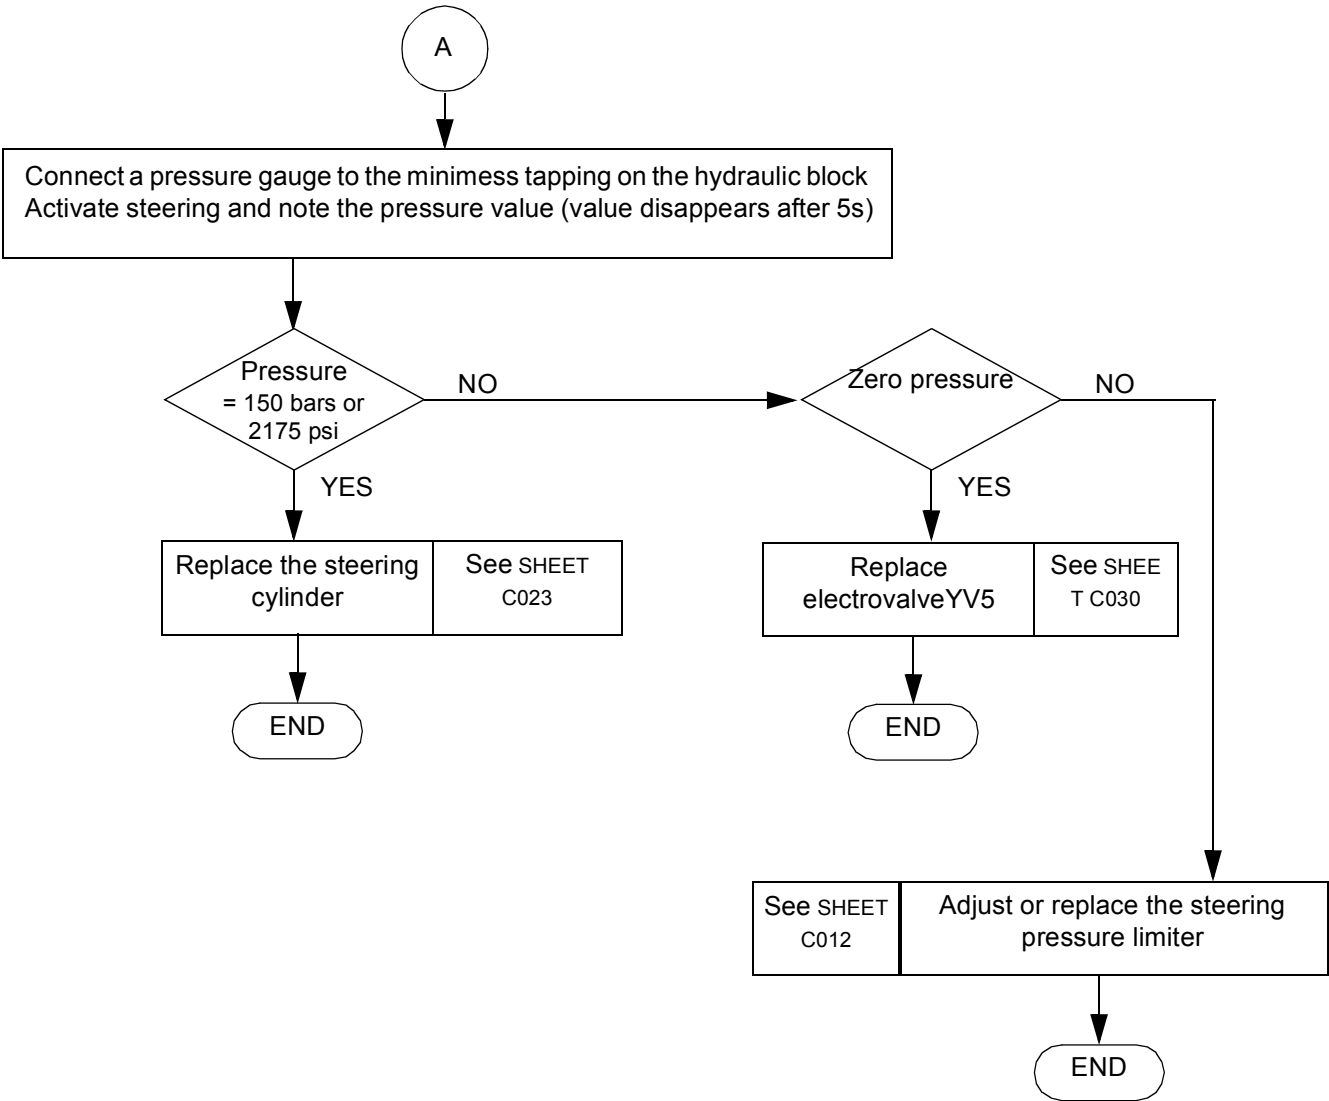 A
Connect a pressure gauge to the minimess tapping on the hydraulic block
Activate steering and note the pressure value (value disappears after 5s)
Pressure
= 150 bars or
2175 psi
NO
Zero pressure
NO
YES
YES
Replace the steering
cylinder
See SHEET
C023
Replace
electrovalveYV5
See SHEE
T C030
END
END
See SHEET
C012
Adjust or replace the steering
pressure limiter
END